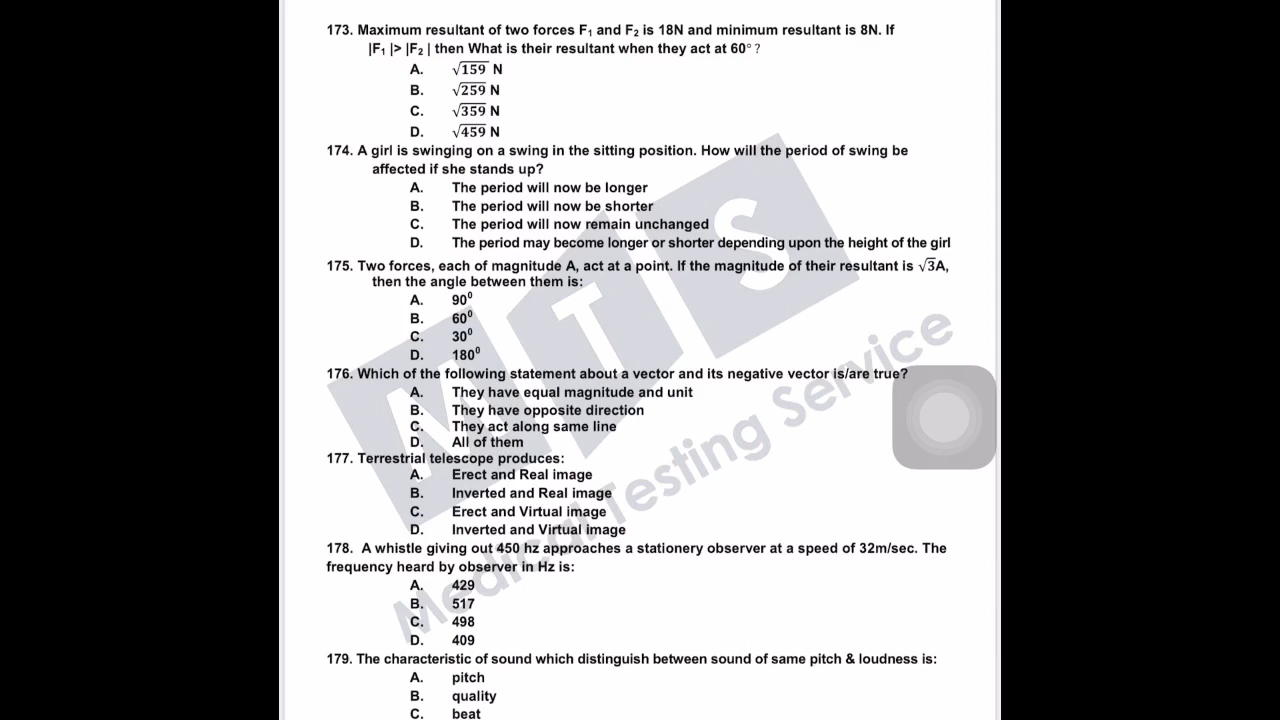 173. Maximum resultant of two forces F₁ and F₂ is 18N and minimum resultant is 8N. If
|F₁ |> |F₂ | then What is their resultant when they act at 60° ?
A. √159 N
B. √259 N
C. √359 N
D. √459 N
174. A girl is swinging on a swing in the sitting position. How will the period of swing be
affected if she stands up?
A. The period will now be longer
B. The period will now be shorter
C. The period will now remain unchanged
D. The period may become longer or shorter depending upon the height of the girl
175. Two forces, each of magnitude A, act at a point. If the magnitude of their resultant is √3A,
then the angle between them is:
A. 90⁰
B. 60⁰
C. 30⁰
D. 180⁰
176. Which of the following statement about a vector and its negative vector is/are true?
A. They have equal magnitude and unit
B. They have opposite direction
C. They act along same line
D. All of them
177. Terrestrial telescope produces:
A. Erect and Real image
B. Inverted and Real image
C. Erect and Virtual image
D. Inverted and Virtual image
178. A whistle giving out 450 hz approaches a stationery observer at a speed of 32m/sec. The
frequency heard by observer in Hz is:
A. 429
B. 517
C. 498
D. 409
179. The characteristic of sound which distinguish between sound of same pitch & loudness is:
A. pitch
B. quality
C. beat
MTS
Medical Testing Service